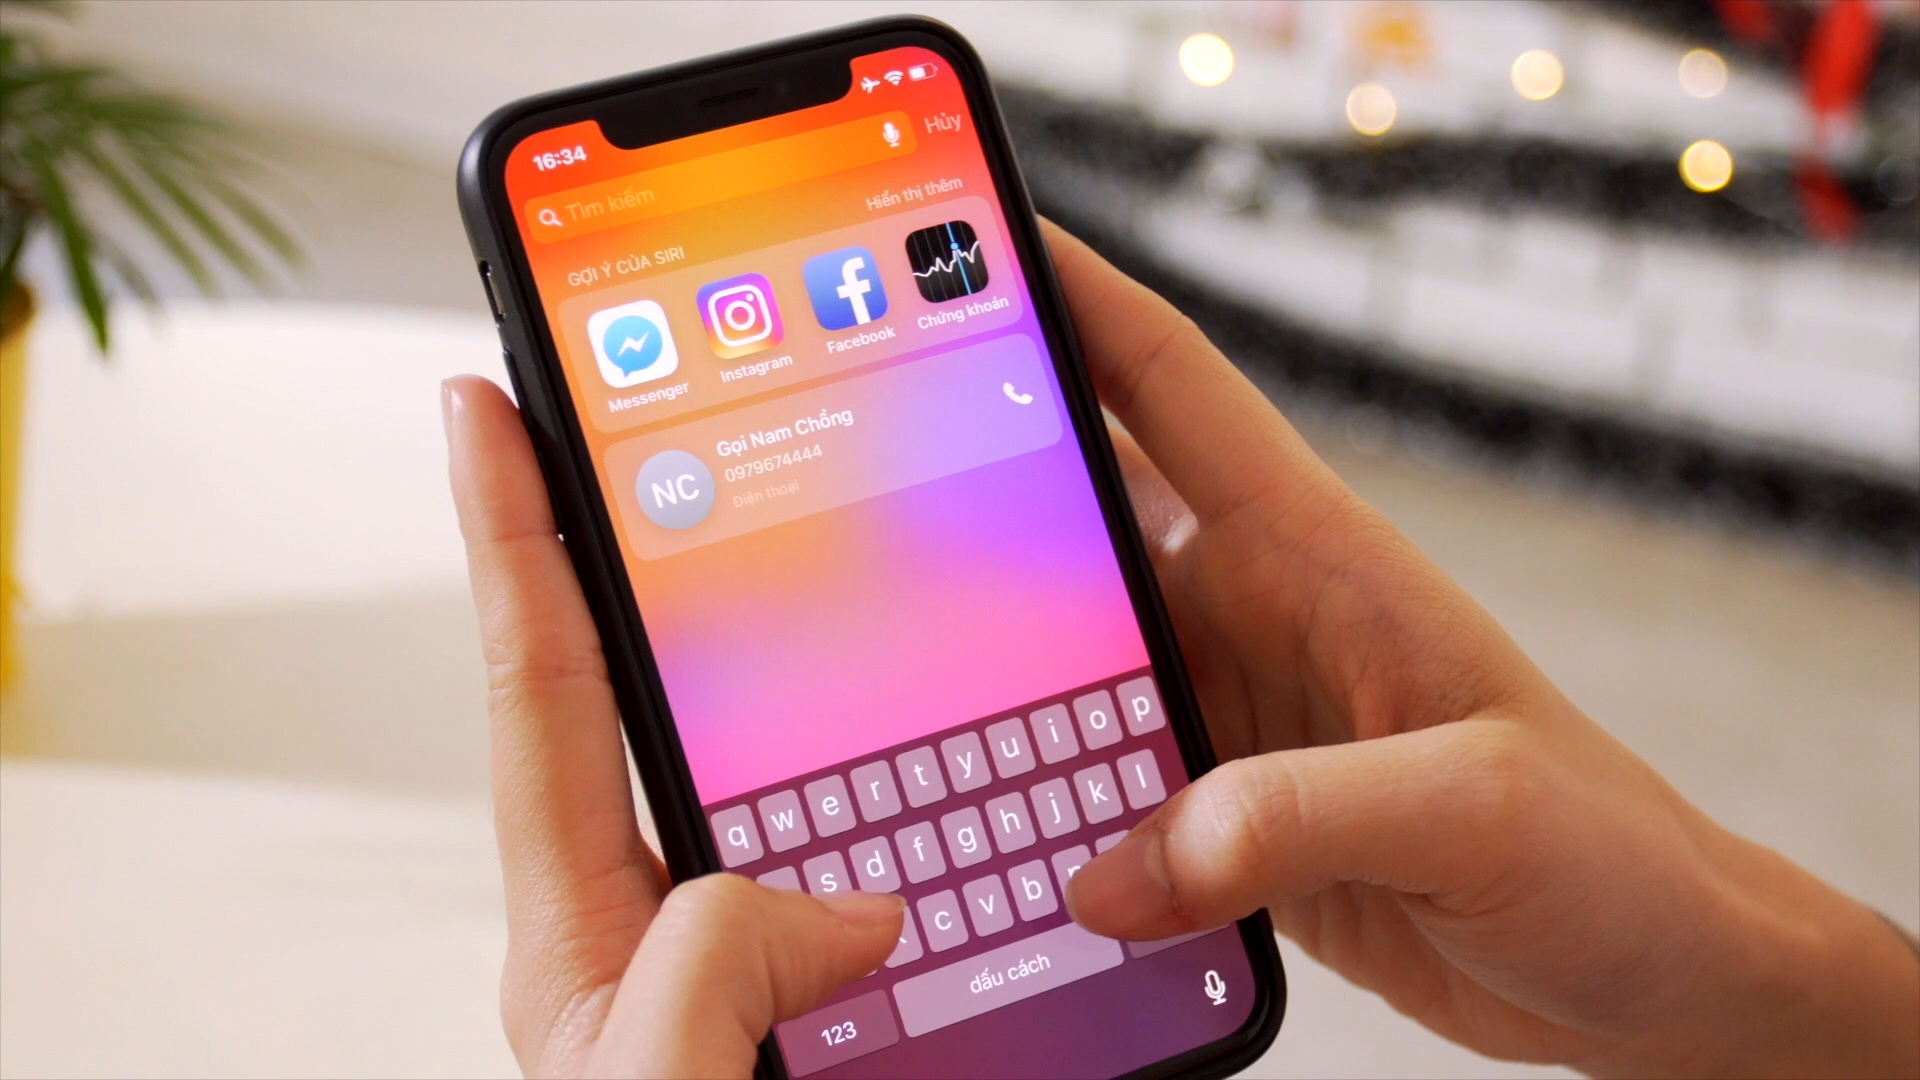 16:34
Tìm kiếm
Hủy
GỢI Ý CỦA SIRI
Hiển thị thêm
Messenger
Instagram
Facebook
Chứng khoán
NC
Gọi Nam Chồng
0979674444
Điện thoại
q w e r t y u i o p
s d f g h j k l
c v b
123
dấu cách